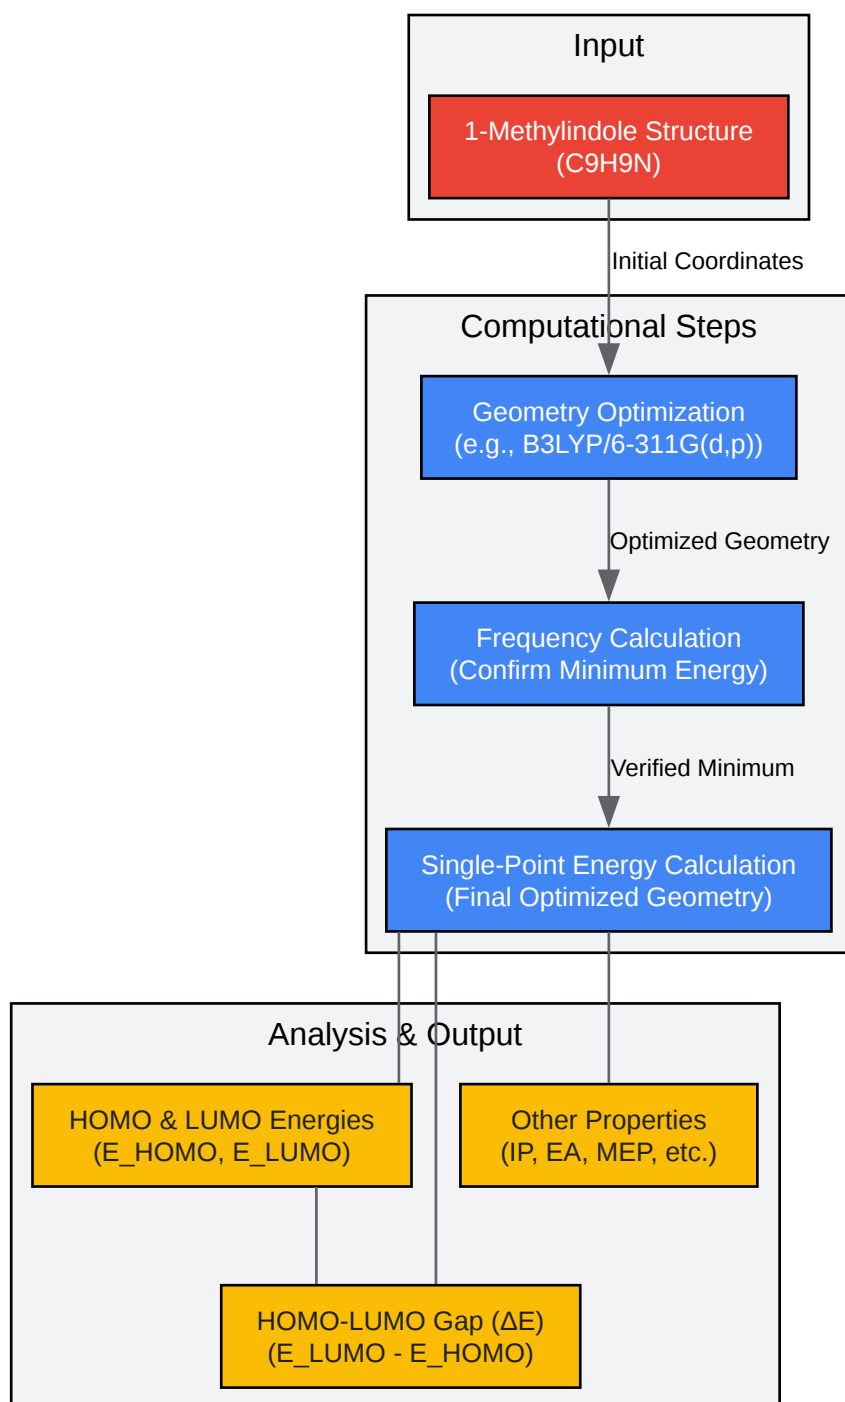 Input
1-Methylindole Structure
(C9H9N)
Initial Coordinates
Computational Steps
Geometry Optimization
(e.g., B3LYP/6-311G(d,p))
Optimized Geometry
Frequency Calculation
(Confirm Minimum Energy)
Verified Minimum
Single-Point Energy Calculation
(Final Optimized Geometry)
Analysis & Output
HOMO & LUMO Energies
(E_HOMO, E_LUMO)
Other Properties
(IP, EA, MEP, etc.)
HOMO-LUMO Gap (ΔE)
(E_LUMO - E_HOMO)